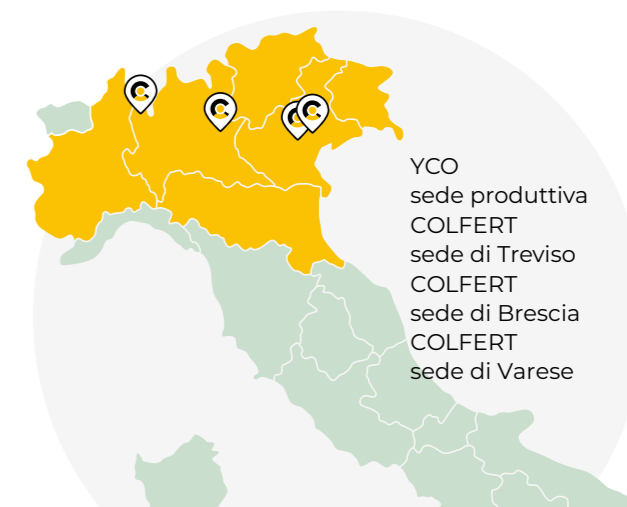 YCO
sede produttiva
COLFERT
sede di Treviso
COLFERT
sede di Brescia
COLFERT
sede di Varese